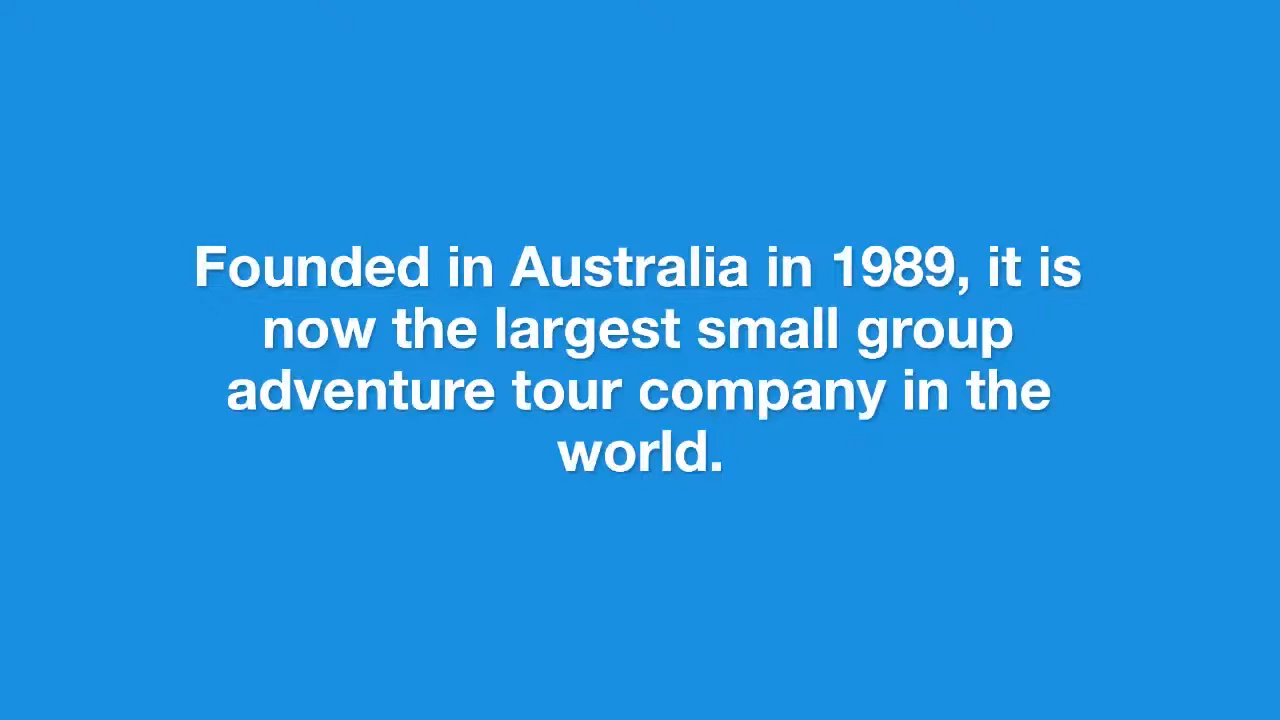 Founded in Australia in 1989, it is
now the largest small group
adventure tour company in the
world.